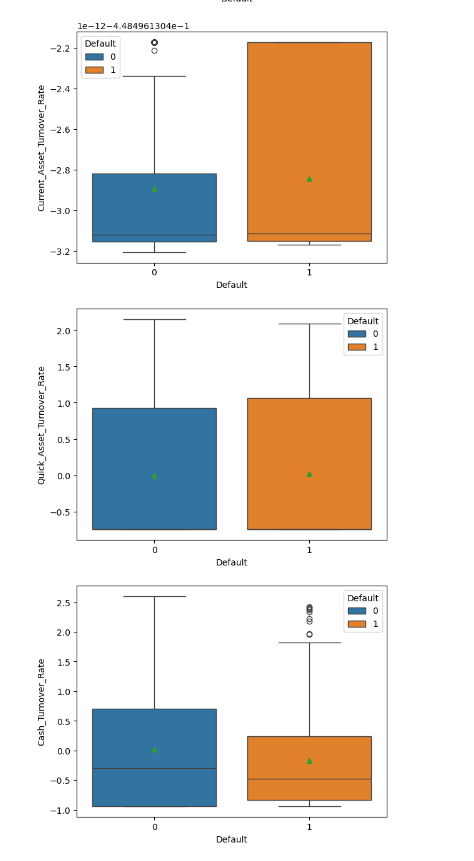 Default
1e−12−4.484961304e−1
Default
0
1
−2.2
−2.4
−2.6
−2.8
−3.0
−3.2
Current_Asset_Turnover_Rate
0
1
Default
Default
0
1
2.0
1.5
1.0
0.5
0.0
−0.5
Quick_Asset_Turnover_Rate
0
1
Default
Default
0
1
2.5
2.0
1.5
1.0
0.5
0.0
−0.5
−1.0
Cash_Turnover_Rate
0
1
Default